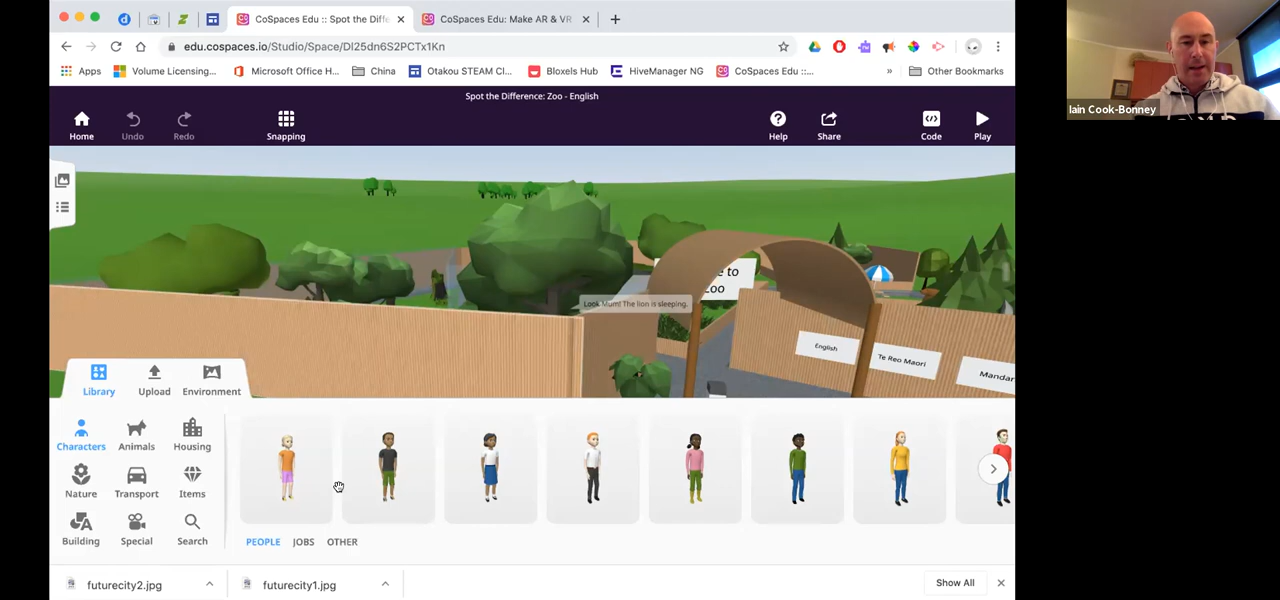 CoSpaces Edu :: Spot the Diffe
CoSpaces Edu: Make AR & VR
edu.cospaces.io/Studio/Space/DI25dn6S2PCTx1Kn
Apps
Volume Licensing...
Microsoft Office H...
China
Otakou STEAM Cl...
Bloxels Hub
HiveManager NG
CoSpaces Edu ::...
»
Other Bookmarks
Iain Cook-Bonney
Spot the Difference: Zoo - English
Home
Undo
Redo
Snapping
Help
Share
Code
Play
e to
Zoo
Look Mum! The lion is sleeping.
English
Te Reo Maori
Mandar
Library
Upload
Environment
Characters
Animals
Housing
Nature
Transport
Items
Building
Special
Search
PEOPLE
JOBS
OTHER
futurecity2.jpg
futurecity1.jpg
Show All